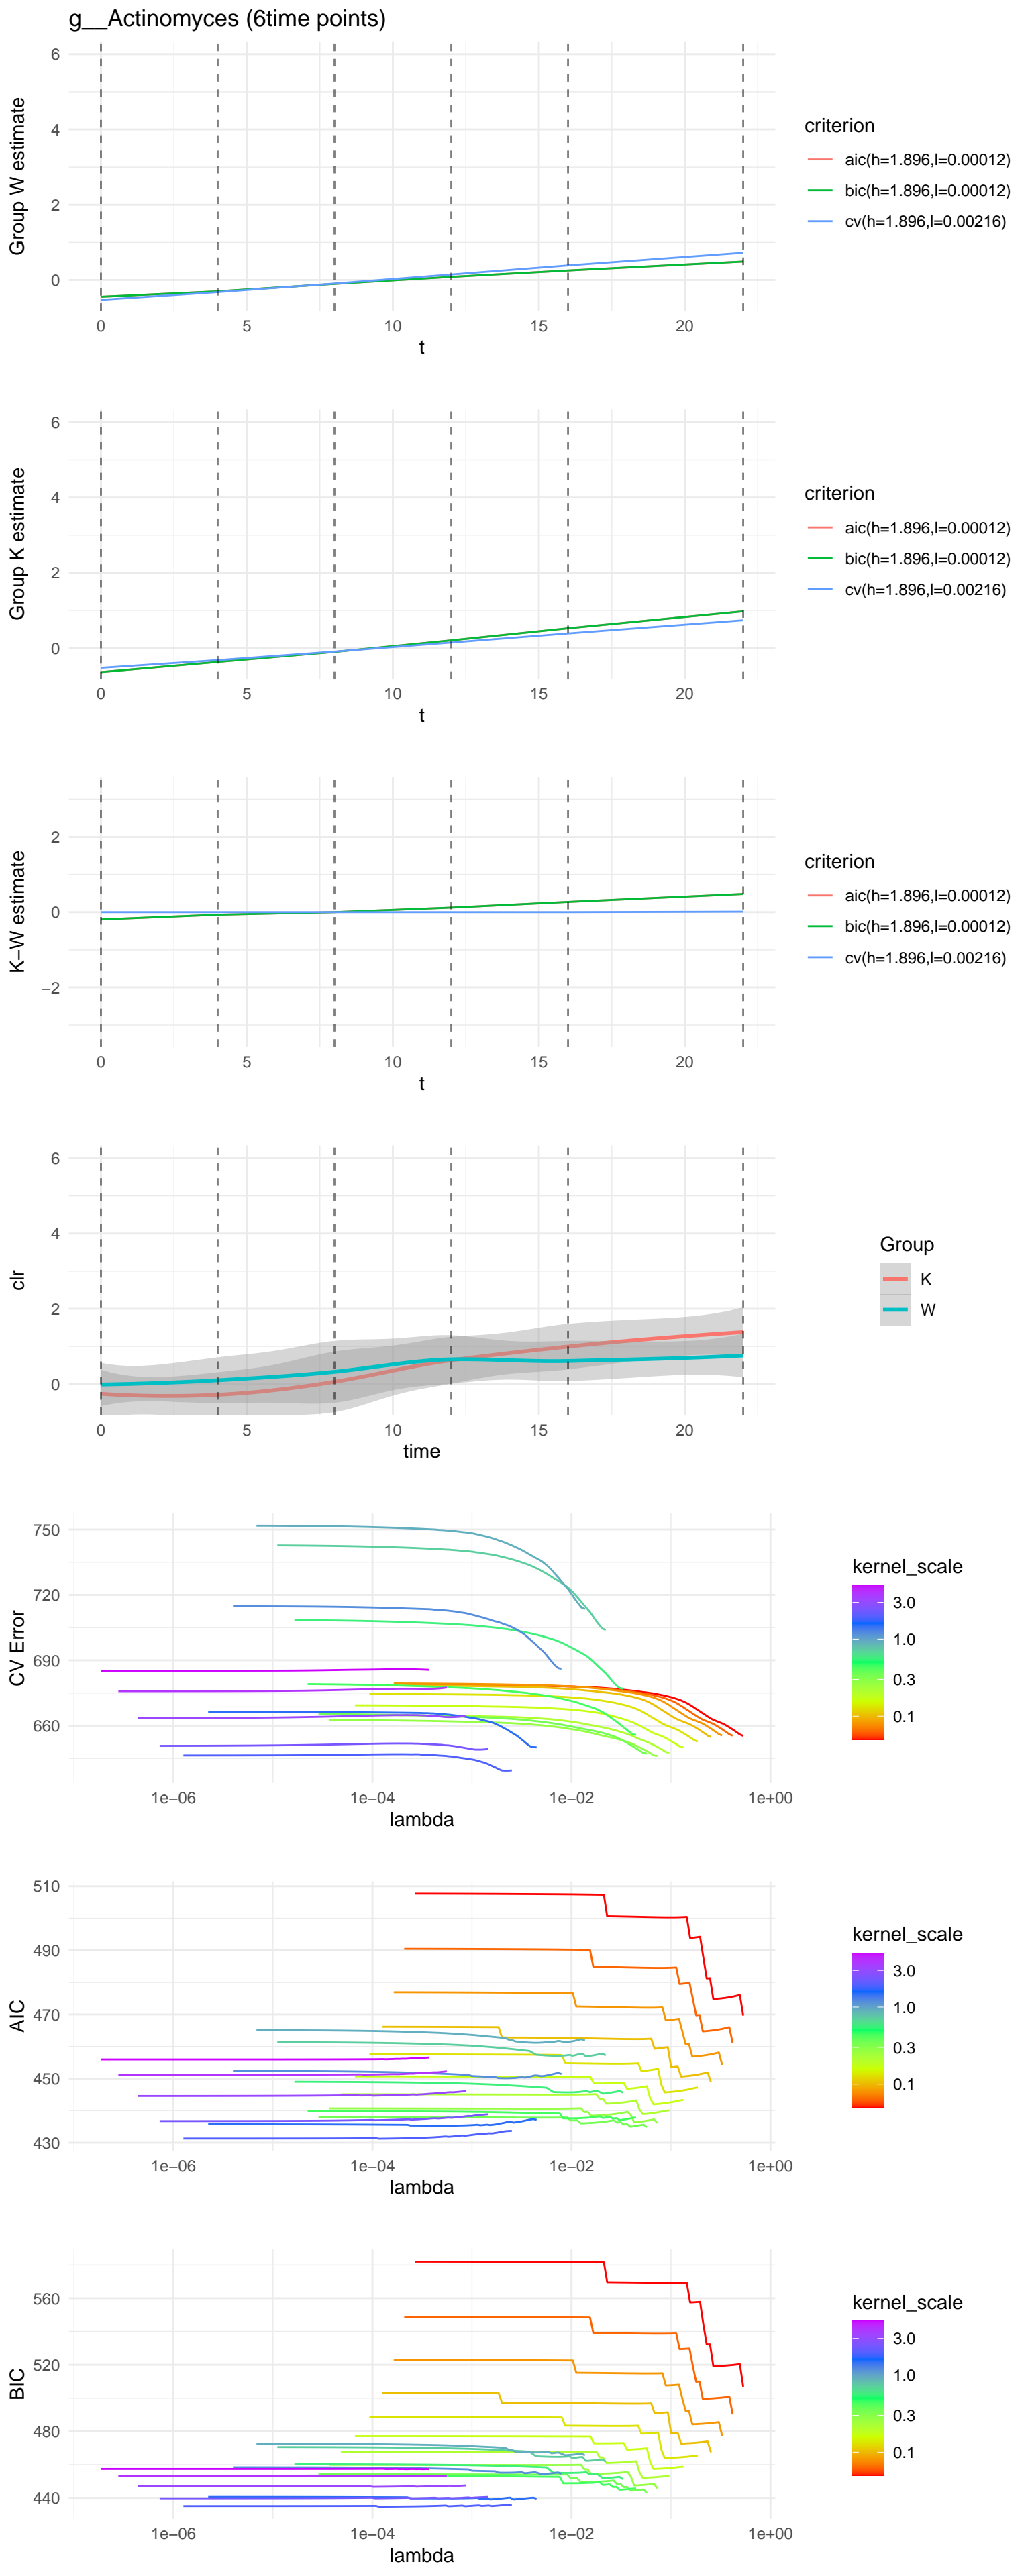 g__Actinomyces (6time points)
6
4
2
0
Group W estimate
0 5 10 15 20
t
criterion
aic(h=1.896,l=0.00012)
bic(h=1.896,l=0.00012)
cv(h=1.896,l=0.00216)
6
4
2
0
Group K estimate
0 5 10 15 20
t
criterion
aic(h=1.896,l=0.00012)
bic(h=1.896,l=0.00012)
cv(h=1.896,l=0.00216)
2
0
−2
K−W estimate
0 5 10 15 20
t
criterion
aic(h=1.896,l=0.00012)
bic(h=1.896,l=0.00012)
cv(h=1.896,l=0.00216)
6
4
2
0
clr
0 5 10 15 20
time
Group
K
W
750
720
690
660
CV Error
1e−06 1e−04 1e−02 1e+00
lambda
kernel_scale
3.0
1.0
0.3
0.1
510
490
470
450
430
AIC
1e−06 1e−04 1e−02 1e+00
lambda
kernel_scale
3.0
1.0
0.3
0.1
560
520
480
440
BIC
1e−06 1e−04 1e−02 1e+00
lambda
kernel_scale
3.0
1.0
0.3
0.1